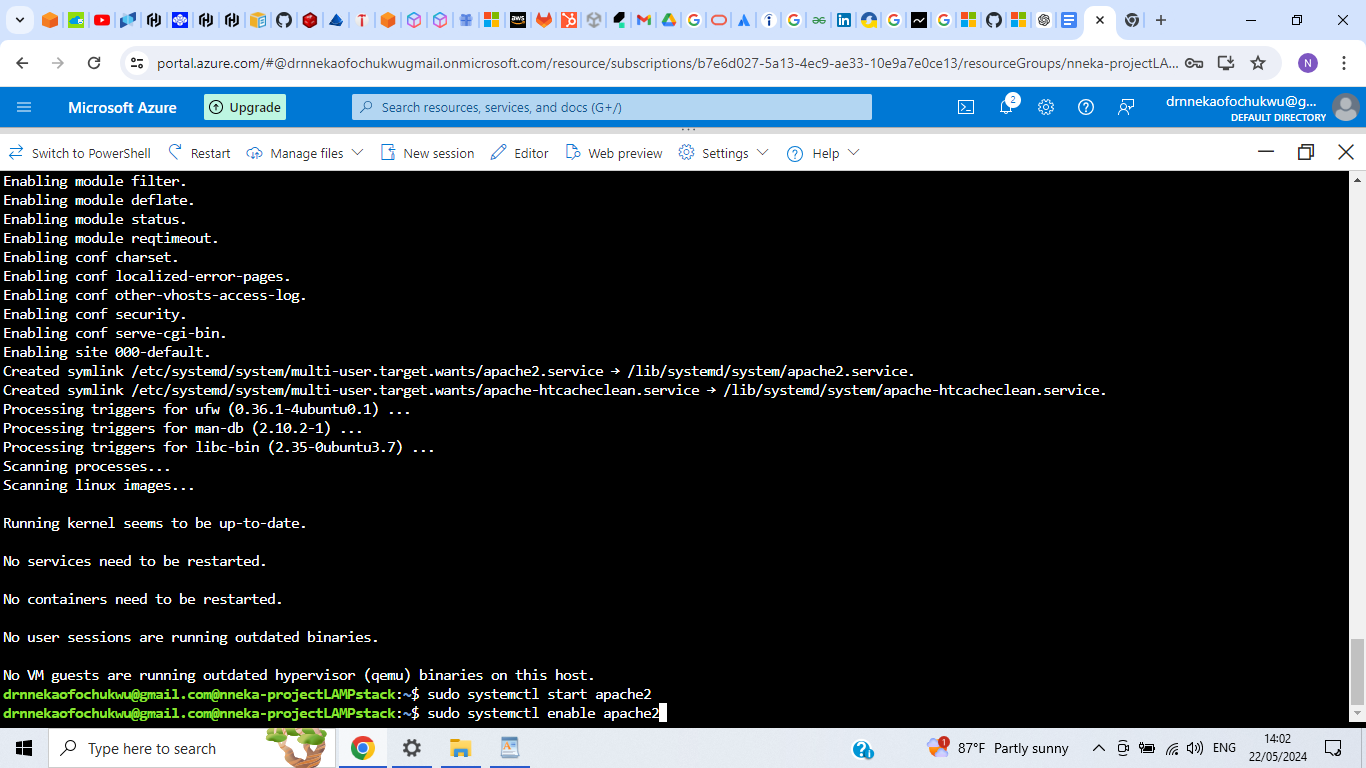 portal.azure.com/#@drnnekaofochukwugmail.onmicrosoft.com/resource/subscriptions/b7e6d027-5a13-4ec9-ae33-10e9a7e0ce13/resourceGroups/nneka-projectLA...
N
Microsoft Azure
Upgrade
Search resources, services, and docs (G+/)
2
drnnekaofochukwu@g...
DEFAULT DIRECTORY
Switch to PowerShell
Restart
Manage files
New session
Editor
Web preview
Settings
Help
Enabling module filter.
Enabling module deflate.
Enabling module status.
Enabling module reqtimeout.
Enabling conf charset.
Enabling conf localized-error-pages.
Enabling conf other-vhosts-access-log.
Enabling conf security.
Enabling conf serve-cgi-bin.
Enabling site 000-default.
Created symlink /etc/systemd/system/multi-user.target.wants/apache2.service → /lib/systemd/system/apache2.service.
Created symlink /etc/systemd/system/multi-user.target.wants/apache-htcacheclean.service → /lib/systemd/system/apache-htcacheclean.service.
Processing triggers for ufw (0.36.1-4ubuntu0.1) ...
Processing triggers for man-db (2.10.2-1) ...
Processing triggers for libc-bin (2.35-0ubuntu3.7) ...
Scanning processes...
Scanning linux images...
Running kernel seems to be up-to-date.
No services need to be restarted.
No containers need to be restarted.
No user sessions are running outdated binaries.
No VM guests are running outdated hypervisor (qemu) binaries on this host.
drnnekaofochukwu@gmail.com@nneka-projectLAMPstack:~$ sudo systemctl start apache2
drnnekaofochukwu@gmail.com@nneka-projectLAMPstack:~$ sudo systemctl enable apache2
Type here to search
1
87°F Partly sunny
ENG
14:02
22/05/2024